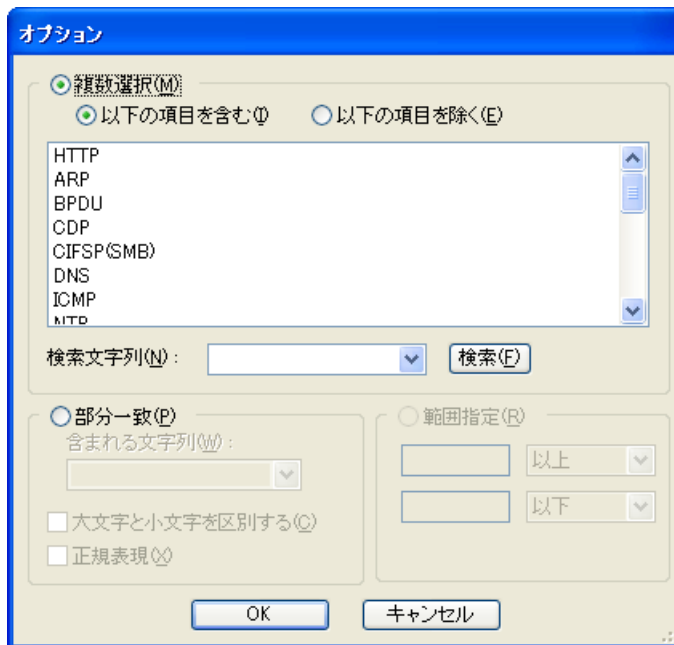 オプション
複数選択(M)
以下の項目を含む(I) 以下の項目を除く(E)
HTTP
ARP
BPDU
CDP
CIFSP(SMB)
DNS
ICMP
NTP
検索文字列(N): 検索(F)
部分一致(P) 範囲指定(R)
含まれる文字列(W):
以上
以下
大文字と小文字を区別する(C)
正規表現(X)
OK キャンセル